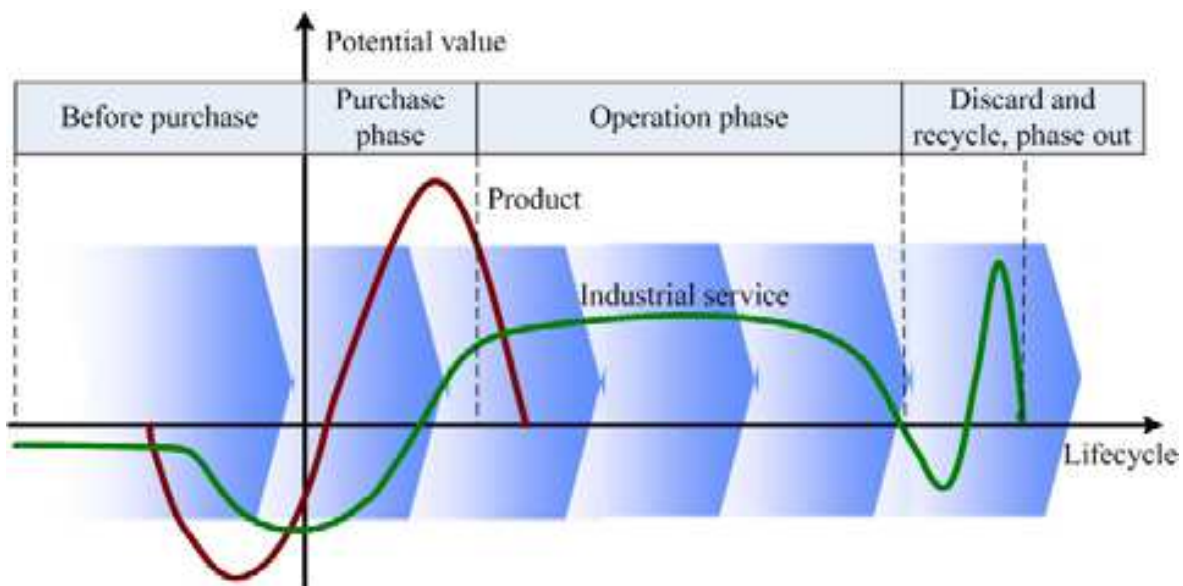 Potential value
Before purchase
Purchase
phase
Operation phase
Discard and
recycle, phase out
Product
Industrial service
Lifecycle